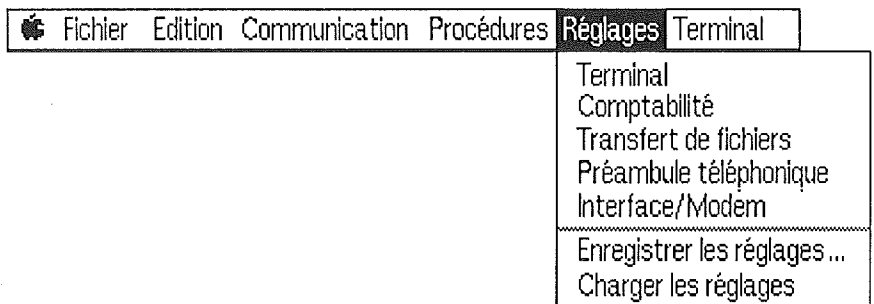 Fichier Edition Communication Procédures Réglages Terminal
Terminal
Comptabilité
Transfert de fichiers
Préambule téléphonique
Interface/Modem
Enregistrer les réglages...
Charger les réglages